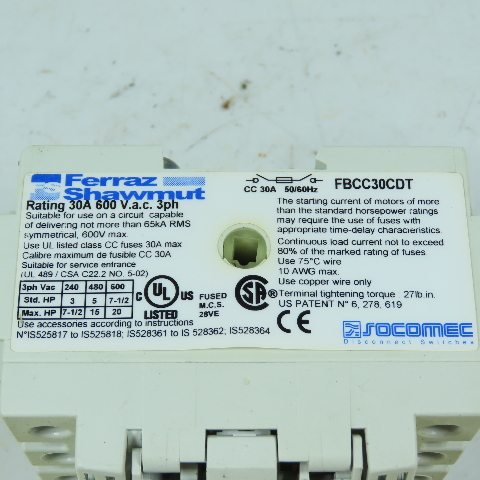 Ferraz
Shawmut
Rating 30A 600 V.a.c. 3ph
Suitable for use on a circuit capable
of delivering not more than 65kA RMS
symmetrical, 600V max.
Use UL listed class CC fuses 30A max
Calibre maximum de fusible CC 30A
Suitable for service entrance
(UL 489 / CSA C22.2 NO. 5-02)
3ph Vac 240 480 600
Std. HP 3 5 7-1/2
Max. HP 7-1/2 15 20
Use accessories according to instructions
N°IS525817 to IS525818; IS528361 to IS 528362; IS528364
CC 30A 50/60Hz
FBCC30CDT
The starting current of motors of more
than the standard horsepower ratings
may require the use of fuses with
appropriate time-delay characterisrics.
Continuous load current not to exceed
80% of the marked rating of fuses
Use 75°C wire
10 AWG max.
Use copper wire only
Terminal tightening torque 27lb.in.
US PATENT N° 6, 278, 619
C UL US
LISTED
FUSED
M.C.S.
28VE
SA
CE
socomec
Disconnect Switches